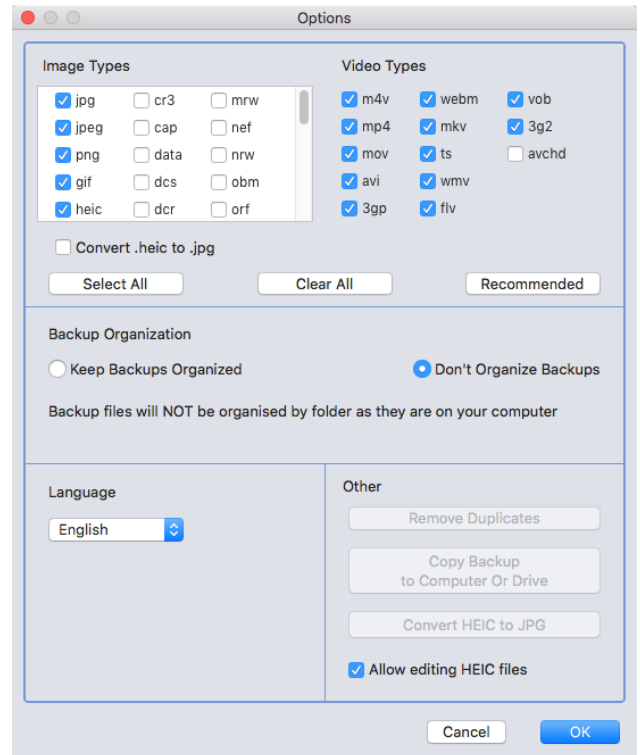 Options
Image Types
Video Types
jpg cr3 mrw
jpeg cap nef
png data nrw
gif dcs obm
heic dcr orf
m4v webm vob
mp4 mkv 3g2
mov ts avchd
avi wmv
3gp flv
Convert .heic to .jpg
Select All Clear All Recommended
Backup Organization
Keep Backups Organized Don't Organize Backups
Backup files will NOT be organised by folder as they are on your computer
Language
English
Other
Remove Duplicates
Copy Backup
to Computer Or Drive
Convert HEIC to JPG
Allow editing HEIC files
Cancel OK